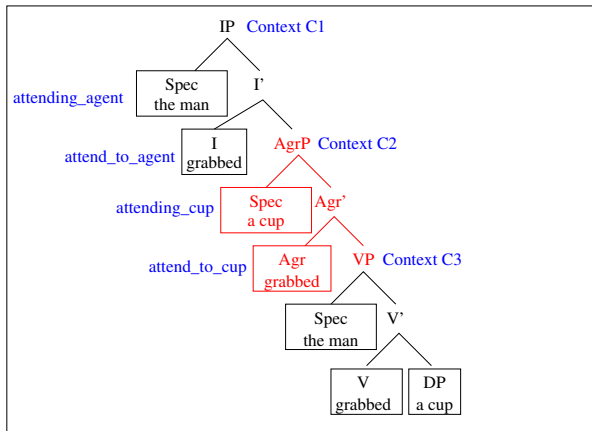 IP Context C1
Spec I'
attending_agent the man
I AgrP Context C2
attend_to_agent grabbed
Spec Agr'
attending_cup a cup
Agr VP Context C3
attend_to_cup grabbed
Spec V'
the man
V DP
grabbed a cup